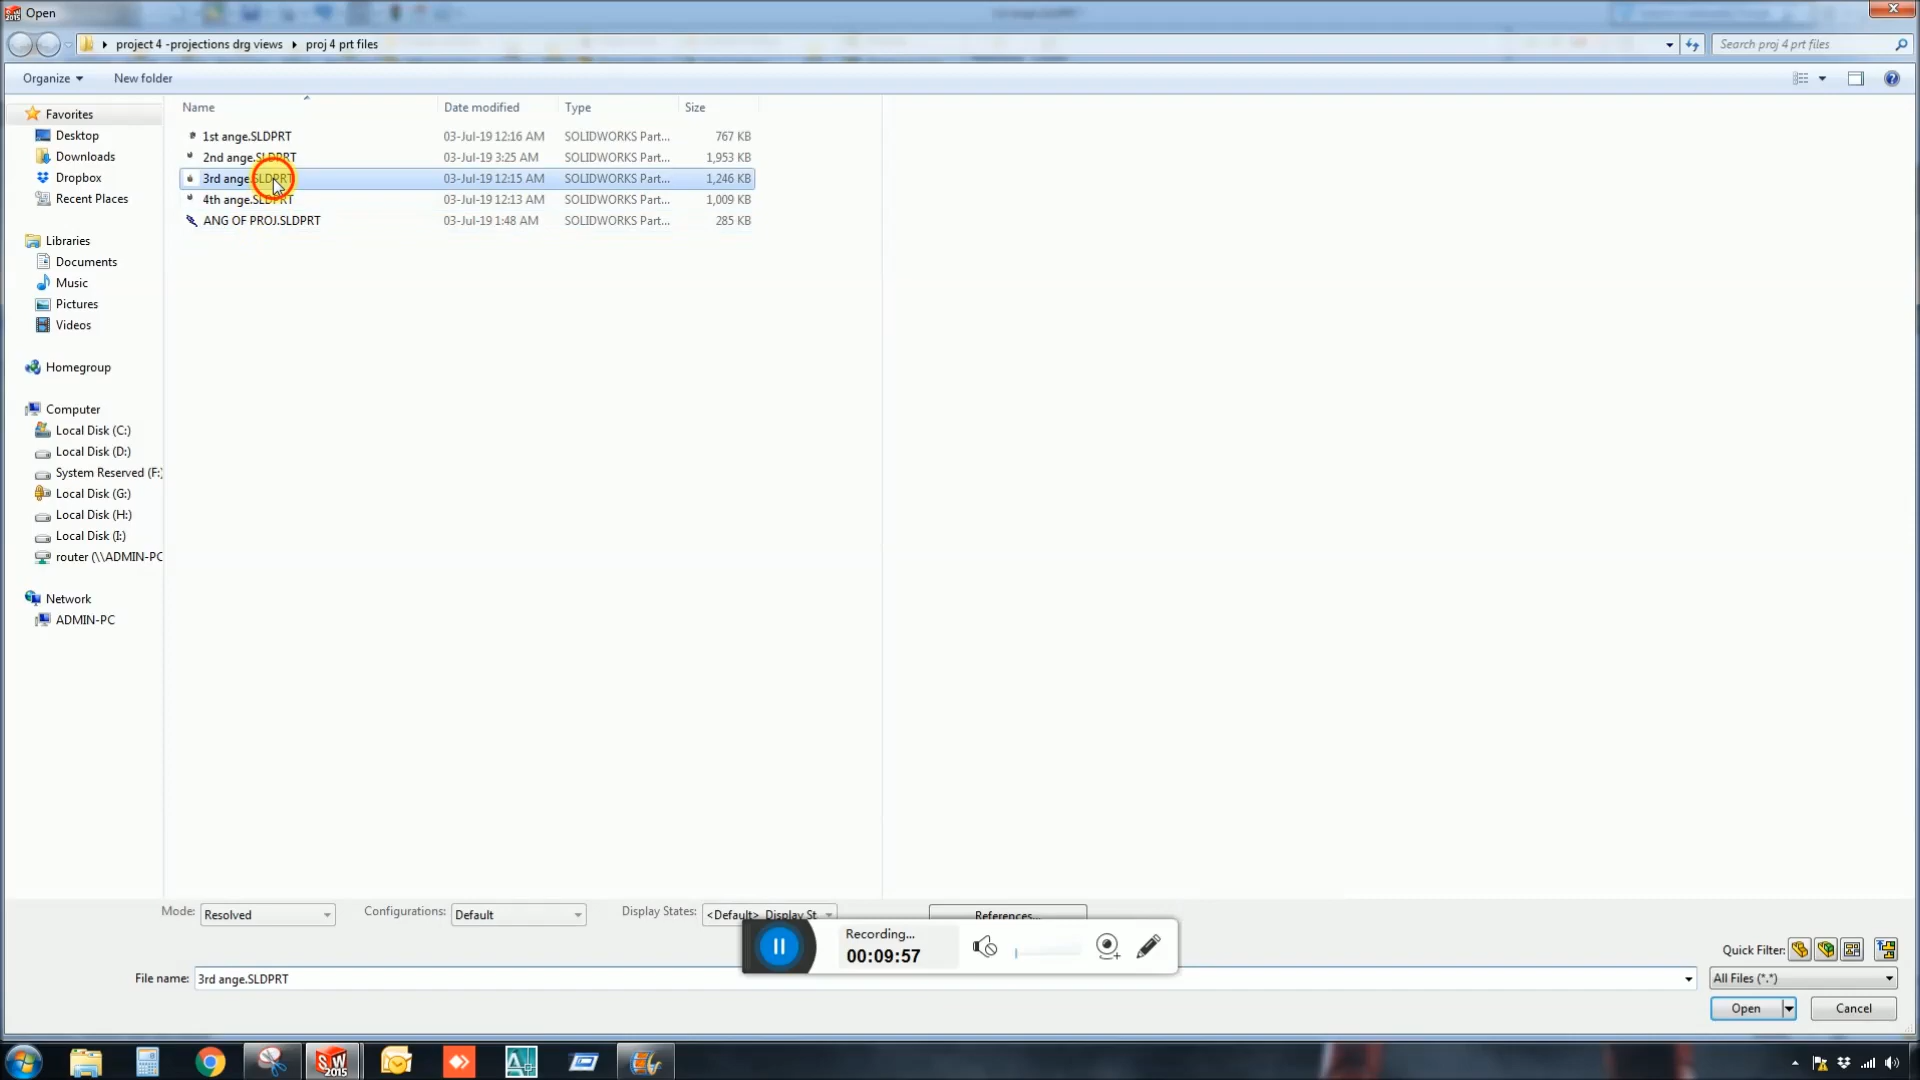 Open
project 4 -projections drg views
proj 4 prt files
Search proj 4 prt files
Organize
New folder
Name
Date modified
Type
Size
Favorites
Desktop
Downloads
Dropbox
Recent Places
Libraries
Documents
Music
Pictures
Videos
Homegroup
Computer
Local Disk (C:)
Local Disk (D:)
System Reserved (F:)
Local Disk (G:)
Local Disk (H:)
Local Disk (I:)
router (\\ADMIN-PC
Network
ADMIN-PC
1st ange.SLDPRT 03-Jul-19 12:16 AM SOLIDWORKS Part... 767 KB
2nd ange.SLDPRT 03-Jul-19 3:25 AM SOLIDWORKS Part... 1,953 KB
3rd ange.SLDPRT 03-Jul-19 12:15 AM SOLIDWORKS Part... 1,246 KB
4th ange.SLDPRT 03-Jul-19 12:13 AM SOLIDWORKS Part... 1,009 KB
ANG OF PROJ.SLDPRT 03-Jul-19 1:48 AM SOLIDWORKS Part... 285 KB
Mode: Resolved
Configurations: Default
Display States: <Default>_Display St
References...
Recording...
00:09:57
Quick Filter:
File name: 3rd ange.SLDPRT
All Files (*.*)
Open
Cancel
SW
2015